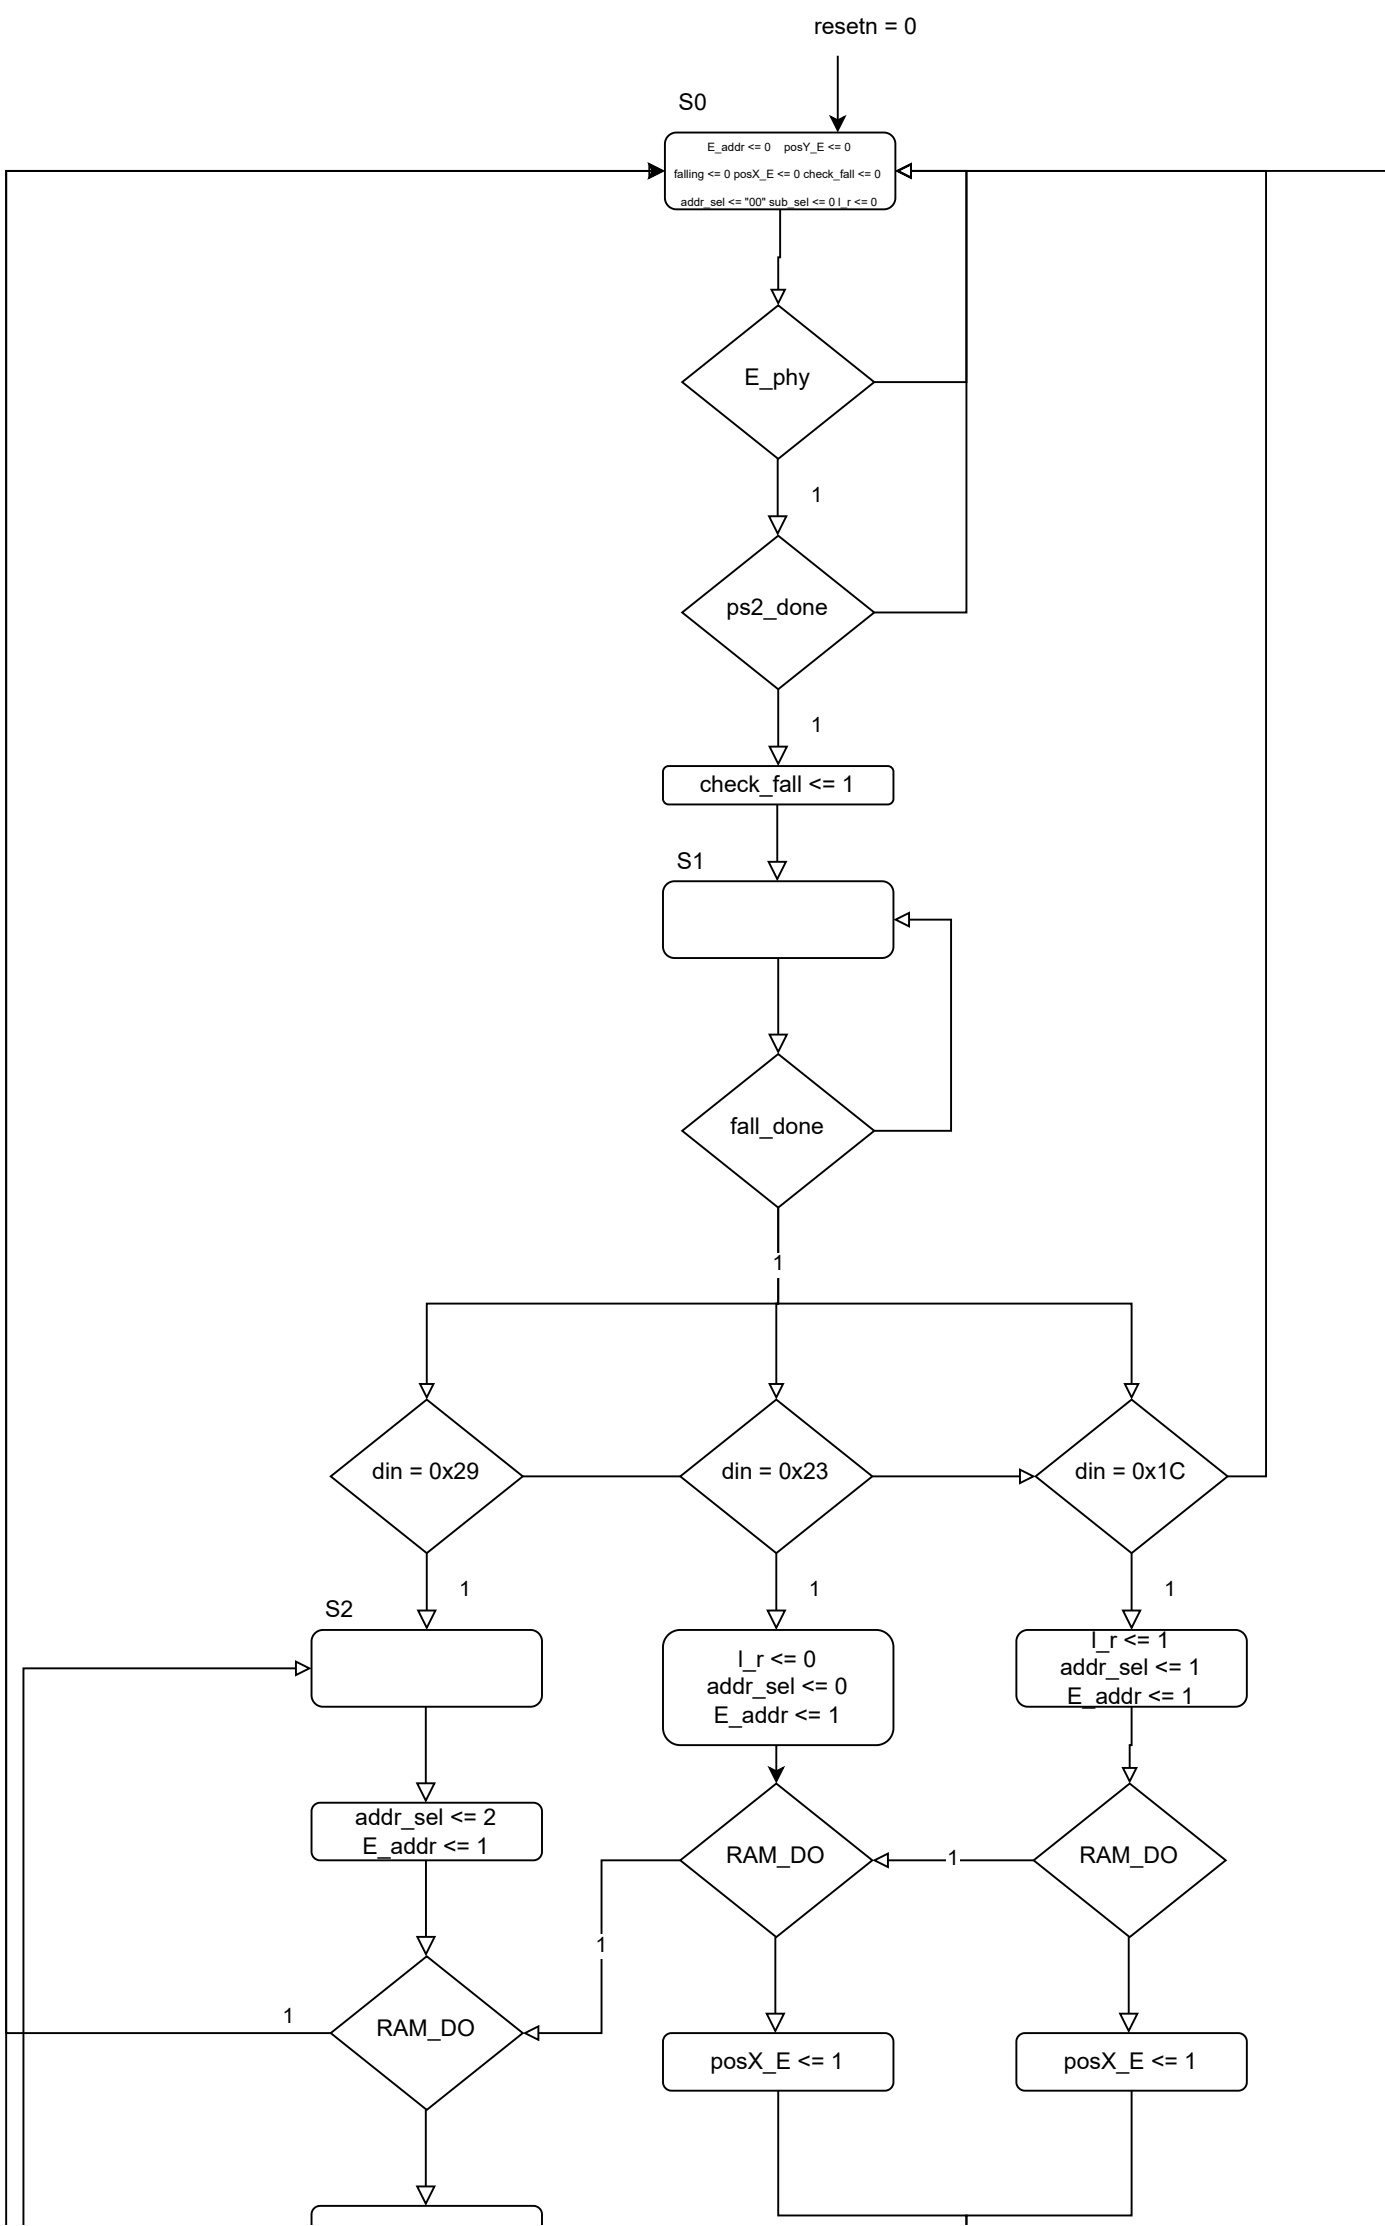 resetn = 0
S0
E_addr <= 0 posY_E <= 0
falling <= 0 posX_E <= 0 check_fall <= 0
addr_sel <= "00" sub_sel <= 0 l_r <= 0
E_phy
1
ps2_done
1
check_fall <= 1
S1
fall_done
1
din = 0x29
din = 0x23
din = 0x1C
1
1
1
S2
l_r <= 0
addr_sel <= 0
E_addr <= 1
l_r <= 1
addr_sel <= 1
E_addr <= 1
addr_sel <= 2
E_addr <= 1
RAM_DO
1
RAM_DO
1
1
RAM_DO
posX_E <= 1
posX_E <= 1